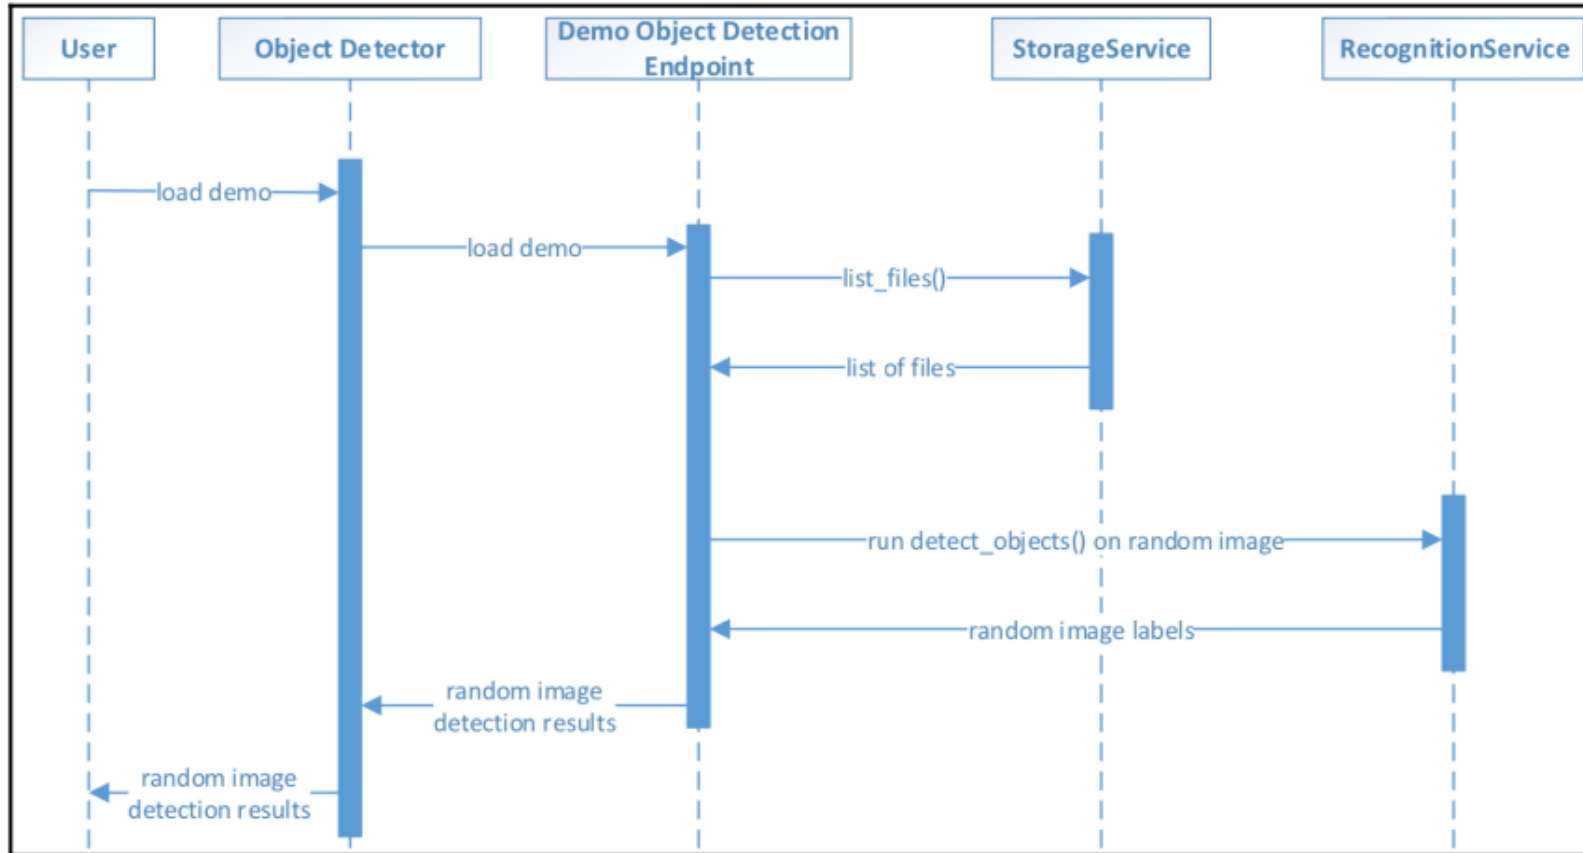 User
Object Detector
Demo Object Detection
Endpoint
StorageService
RecognitionService
load demo
load demo
list_files()
list of files
run detect_objects() on random image
random image labels
random image
detection results
random image
detection results